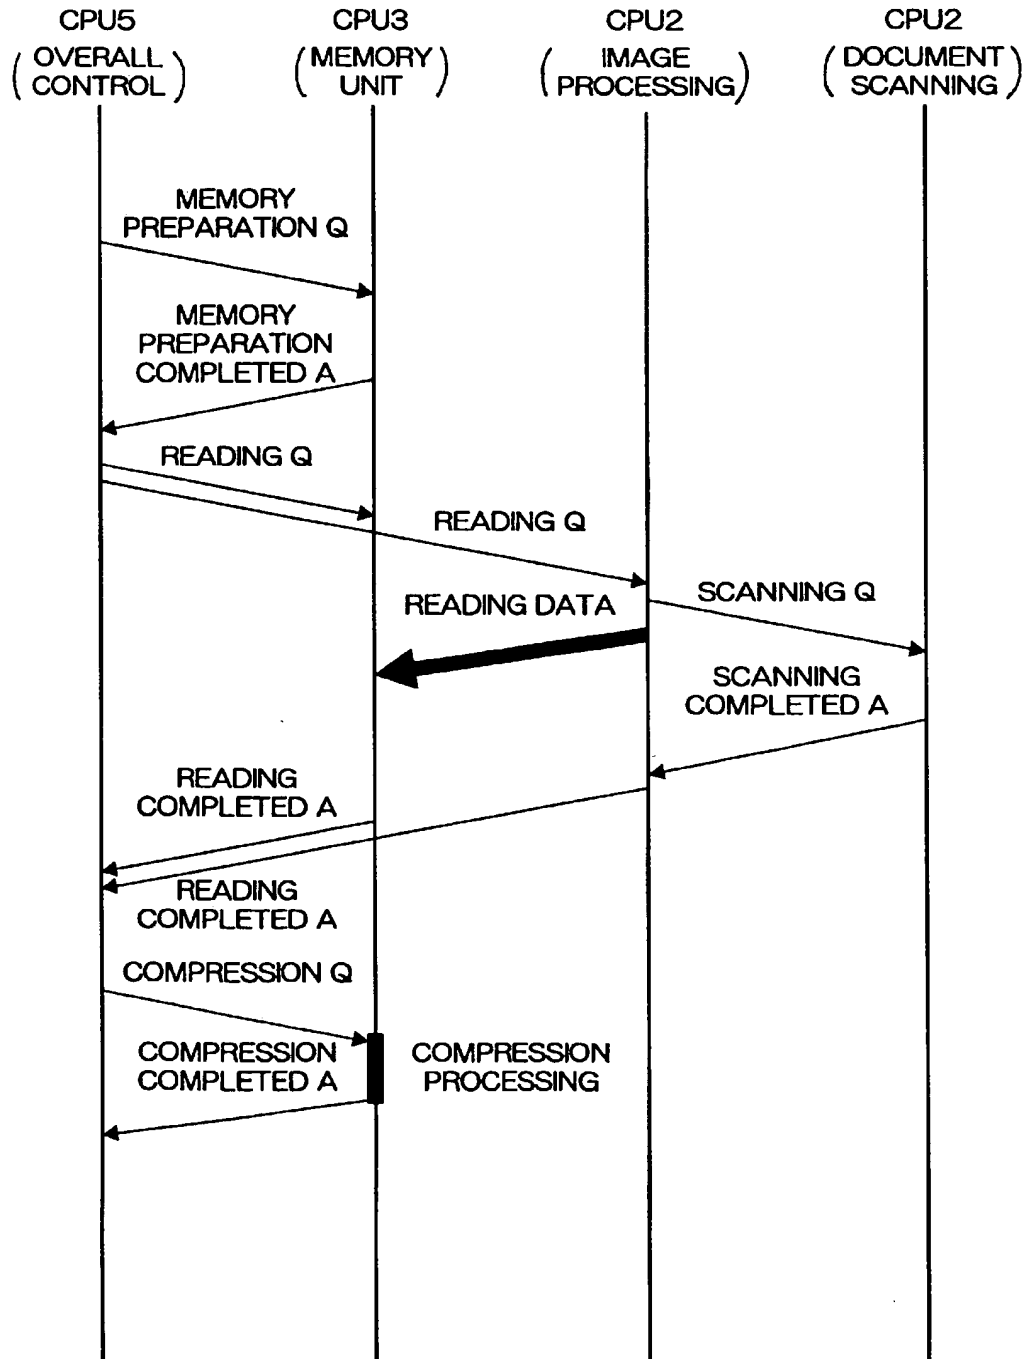 CPU5
(OVERALL
CONTROL)
CPU3
(MEMORY
UNIT)
CPU2
(IMAGE
PROCESSING)
CPU2
(DOCUMENT
SCANNING)
MEMORY
PREPARATION Q
MEMORY
PREPARATION
COMPLETED A
READING Q
READING Q
READING DATA
SCANNING Q
SCANNING
COMPLETED A
READING
COMPLETED A
READING
COMPLETED A
COMPRESSION Q
COMPRESSION
COMPLETED A
COMPRESSION
PROCESSING